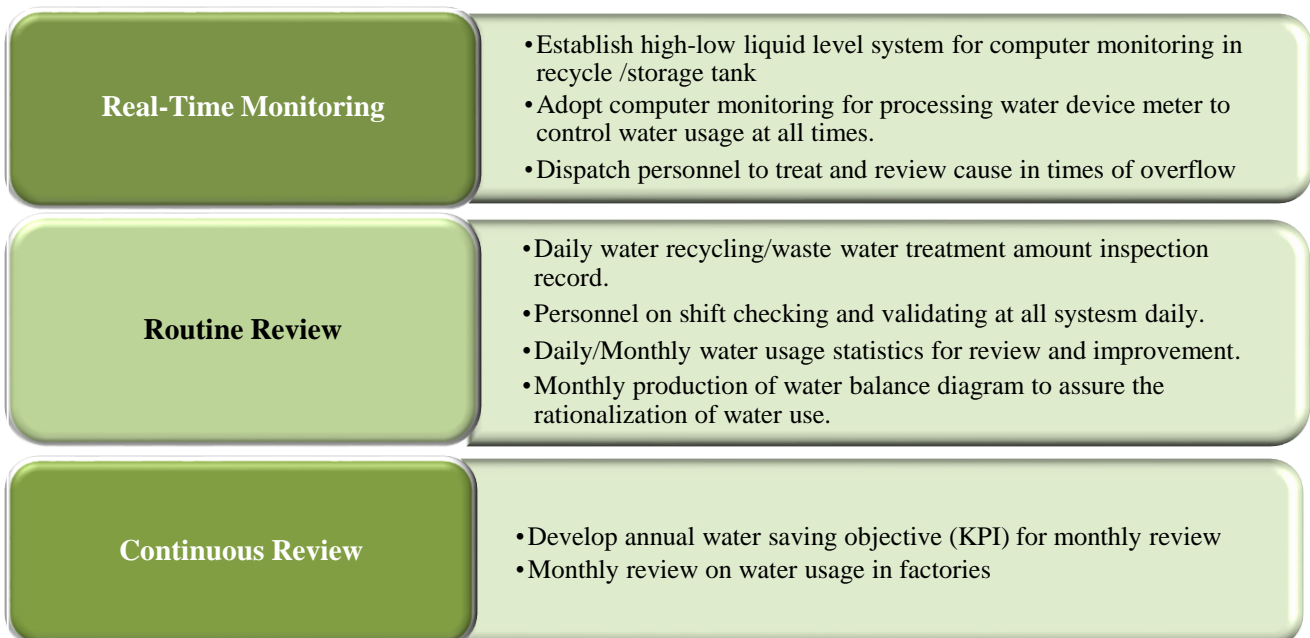 Real-Time Monitoring
•Establish high-low liquid level system for computer monitoring in
recycle /storage tank
•Adopt computer monitoring for processing water device meter to
control water usage at all times.
•Dispatch personnel to treat and review cause in times of overflow
Routine Review
•Daily water recycling/waste water treatment amount inspection
record.
•Personnel on shift checking and validating at all systesm daily.
•Daily/Monthly water usage statistics for review and improvement.
•Monthly production of water balance diagram to assure the
rationalization of water use.
Continuous Review
•Develop annual water saving objective (KPI) for monthly review
•Monthly review on water usage in factories